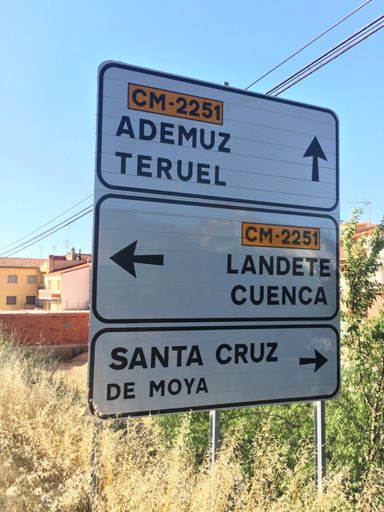 CM-2251
ADEMUZ
TERUEL
CM-2251
LANDETE
CUENCA
SANTA CRUZ
DE MOYA